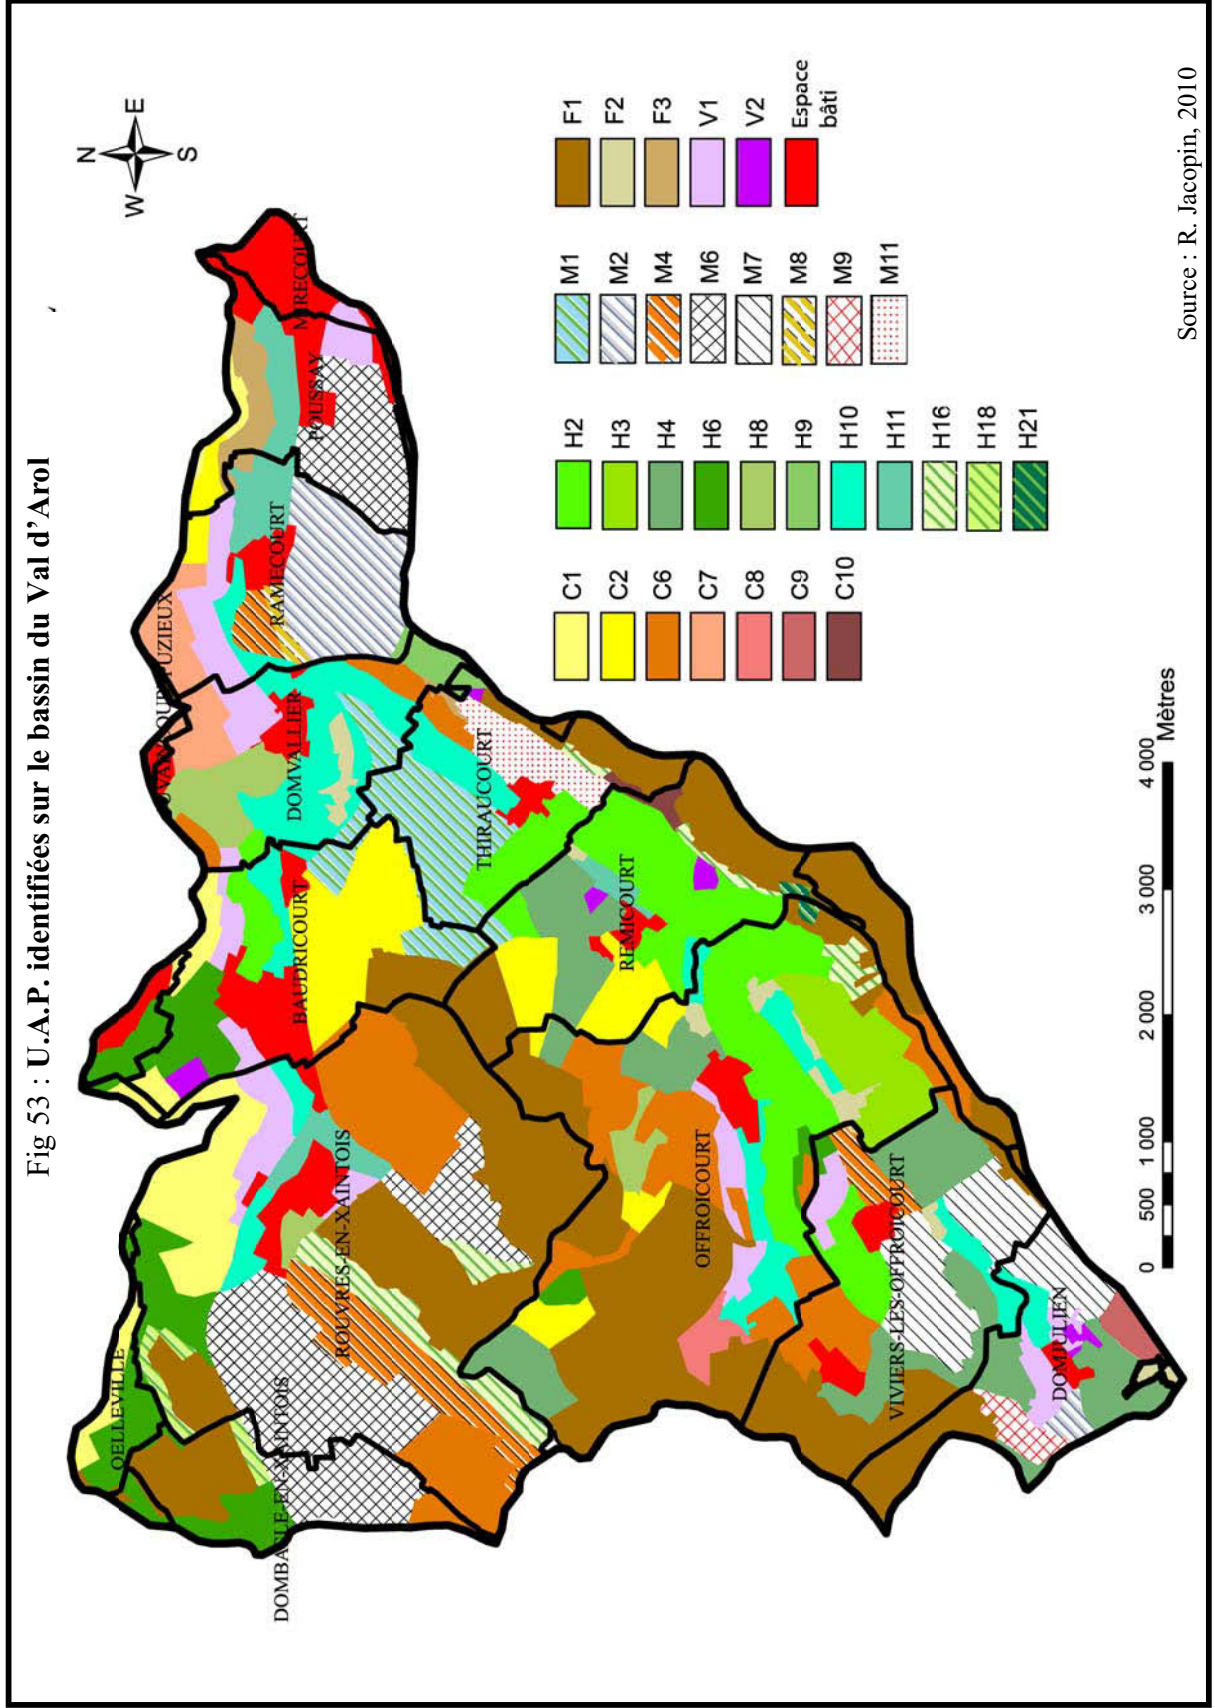 Fig 53 : U.A.P. identifiées sur le bassin du Val d'Arol
N
W
E
S
OELLEVILLE
DOMBASLE-EN-XAINTOIS
ROUVRES-EN-XAINTOIS
BAUDRICOURT
DOMVALLIER
PUZIEUX
RAMECOURT
POUSSAY
MIRECOURT
THIRAUCOURT
REMICOURT
OFFROICOURT
VIVIERS-LES-OFFROICOURT
DOMJULIEN
C1
C2
C6
C7
C8
C9
C10
H2
H3
H4
H6
H8
H9
H10
H11
H16
H18
H21
M1
M2
M4
M6
M7
M8
M9
M11
F1
F2
F3
V1
V2
Espace
bâti
0 500 1 000 2 000 3 000 4 000
Mètres
Source : R. Jacopin, 2010